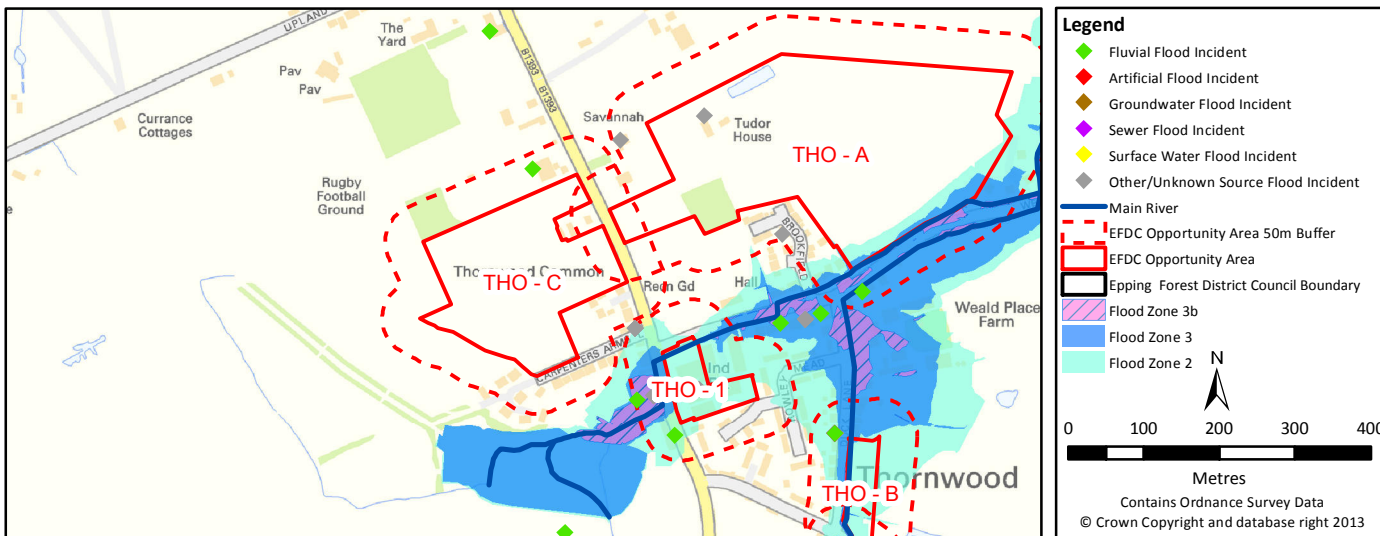 The
Yard
UPLAND
B1393
B1393
Pav
Pav
Currance
Cottages
Savannah
Tudor
House
THO - A
Rugby
Football
Ground
BROOKFIELD
Thornwood Common
THO - C
Recn Gd
Hall
Weald Place
Farm
CARPENTERS ARMS
Ind
THO - 1
THO - B
Thornwood
Legend
Fluvial Flood Incident
Artificial Flood Incident
Groundwater Flood Incident
Sewer Flood Incident
Surface Water Flood Incident
Other/Unknown Source Flood Incident
Main River
EFDC Opportunity Area 50m Buffer
EFDC Opportunity Area
Epping Forest District Council Boundary
Flood Zone 3b
Flood Zone 3
Flood Zone 2
N
0 100 200 300 400
Metres
Contains Ordnance Survey Data
© Crown Copyright and database right 2013